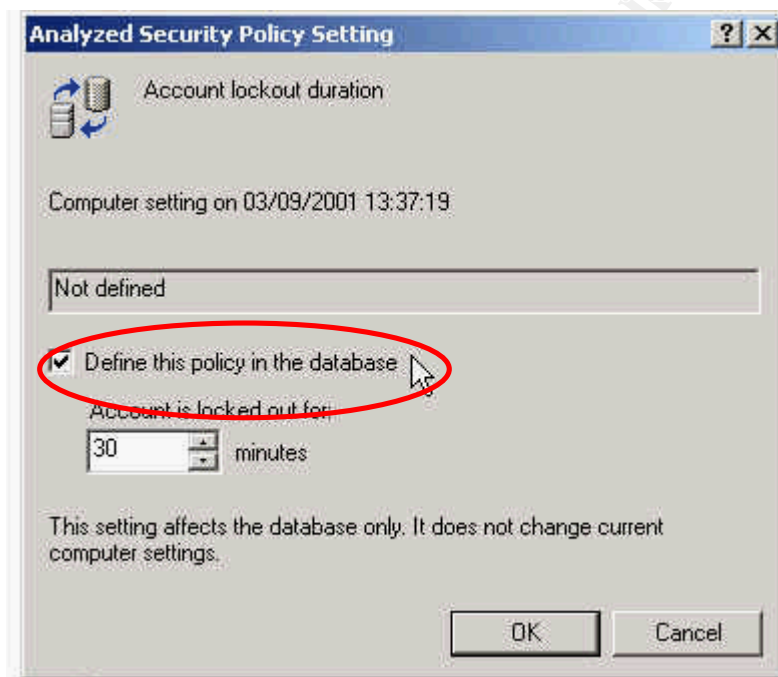 Analyzed Security Policy Setting
Account lockout duration
Computer setting on 03/09/2001 13:37:19
Not defined
Define this policy in the database
Account is locked out for:
30 minutes
This setting affects the database only. It does not change current
computer settings.
OK Cancel